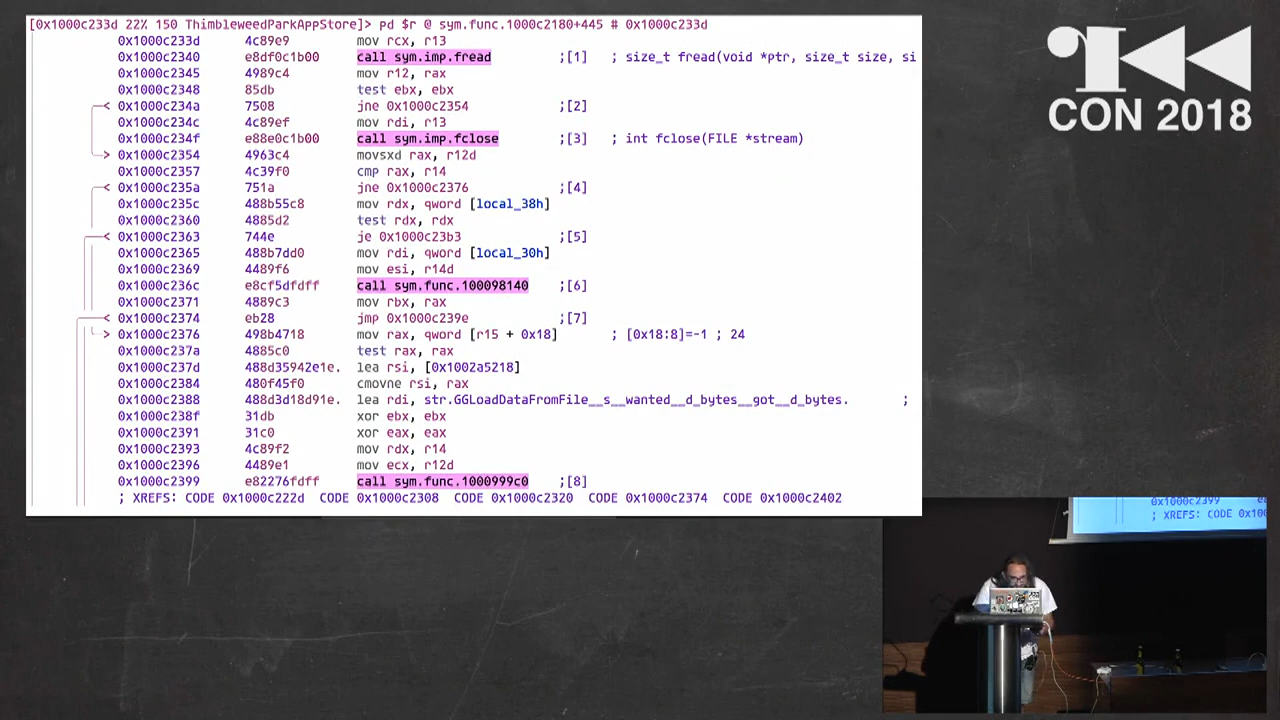 [0x1000c233d 22% 150 ThimbleweedParkAppStore]> pd $r @ sym.func.1000c2180+445 # 0x1000c233d
0x1000c233d 4c89e9 mov rcx, r13
0x1000c2340 e8df0c1b00 call sym.imp.fread ;[1] ; size_t fread(void *ptr, size_t size, si
0x1000c2345 4989c4 mov r12, rax
0x1000c2348 85db test ebx, ebx
0x1000c234a 7508 jne 0x1000c2354 ;[2]
0x1000c234c 4c89ef mov rdi, r13
0x1000c234f e88e0c1b00 call sym.imp.fclose ;[3] ; int fclose(FILE *stream)
0x1000c2354 4963c4 movsxd rax, r12d
0x1000c2357 4c39f0 cmp rax, r14
0x1000c235a 751a jne 0x1000c2376 ;[4]
0x1000c235c 488b55c8 mov rdx, qword [local_38h]
0x1000c2360 4885d2 test rdx, rdx
0x1000c2363 744e je 0x1000c23b3 ;[5]
0x1000c2365 488b7dd0 mov rdi, qword [local_30h]
0x1000c2369 4489f6 mov esi, r14d
0x1000c236c e8cf5dfdff call sym.func.100098140 ;[6]
0x1000c2371 4889c3 mov rbx, rax
0x1000c2374 eb28 jmp 0x1000c239e ;[7]
0x1000c2376 498b4718 mov rax, qword [r15 + 0x18] ; [0x18:8]=-1 ; 24
0x1000c237a 4885c0 test rax, rax
0x1000c237d 488d35942e1e. lea rsi, [0x1002a5218]
0x1000c2384 480f45f0 cmovne rsi, rax
0x1000c2388 488d3d18d91e. lea rdi, str.GGLoadDataFromFile__s__wanted__d_bytes__got__d_bytes. ;
0x1000c238f 31db xor ebx, ebx
0x1000c2391 31c0 xor eax, eax
0x1000c2393 4c89f2 mov rdx, r14
0x1000c2396 4489e1 mov ecx, r12d
0x1000c2399 e82276fdff call sym.func.1000999c0 ;[8]
; XREFS: CODE 0x1000c222d CODE 0x1000c2308 CODE 0x1000c2320 CODE 0x1000c2374 CODE 0x1000c2402
CON 2018
0x1000c2399
; XREFS: CODE 0x100